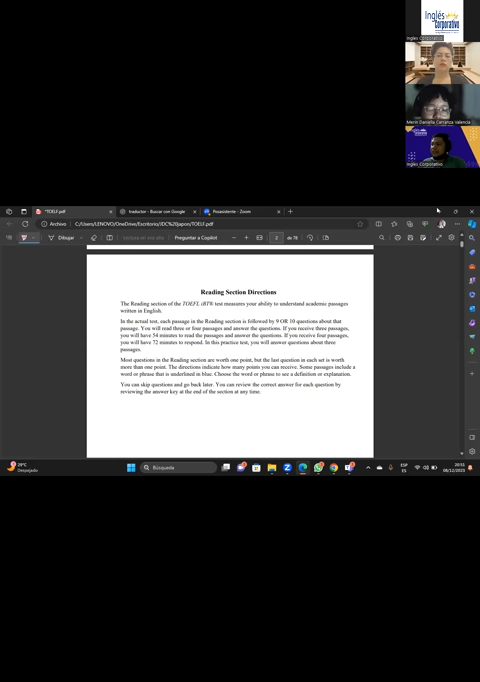 Inglés
Corporativo
Inglés Corporativo
Merin Daniella Carranza Valencia
Inglés Corporativo
*TOELF.pdf
traductor - Buscar con Google
Posasistente - Zoom
Archivo
C:/Users/LENOVO/OneDrive/Escritorio/JDC%20japon/TOELF.pdf
Dibujar
Lectura en voz alta
Preguntar a Copilot
2
de 78
Reading Section Directions
The Reading section of the TOEFL iBT® test measures your ability to understand academic passages
written in English.
In the actual test, each passage in the Reading section is followed by 9 OR 10 questions about that
passage. You will read three or four passages and answer the questions. If you receive three passages,
you will have 54 minutes to read the passages and answer the questions. If you receive four passages,
you will have 72 minutes to respond. In this practice test, you will answer questions about three
passages.
Most questions in the Reading section are worth one point, but the last question in each set is worth
more than one point. The directions indicate how many points you can receive. Some passages include a
word or phrase that is underlined in blue. Choose the word or phrase to see a definition or explanation.
You can skip questions and go back later. You can review the correct answer for each question by
reviewing the answer key at the end of the section at any time.
29°C
Despejado
Búsqueda
ESP
ES
20:51
08/12/2023